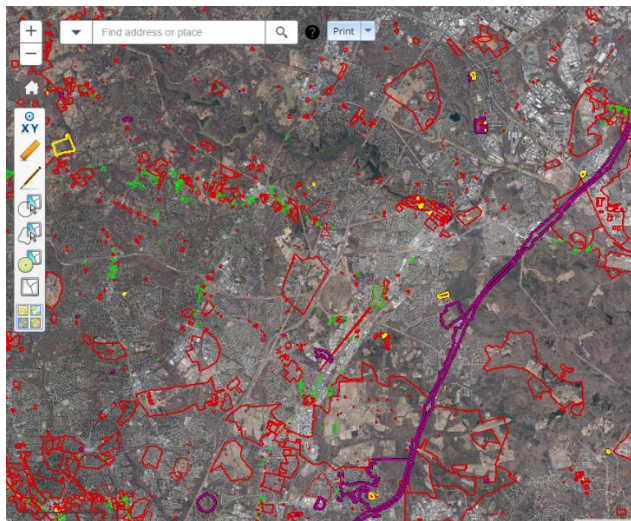 +
Find address or place
?
Print
−
XY